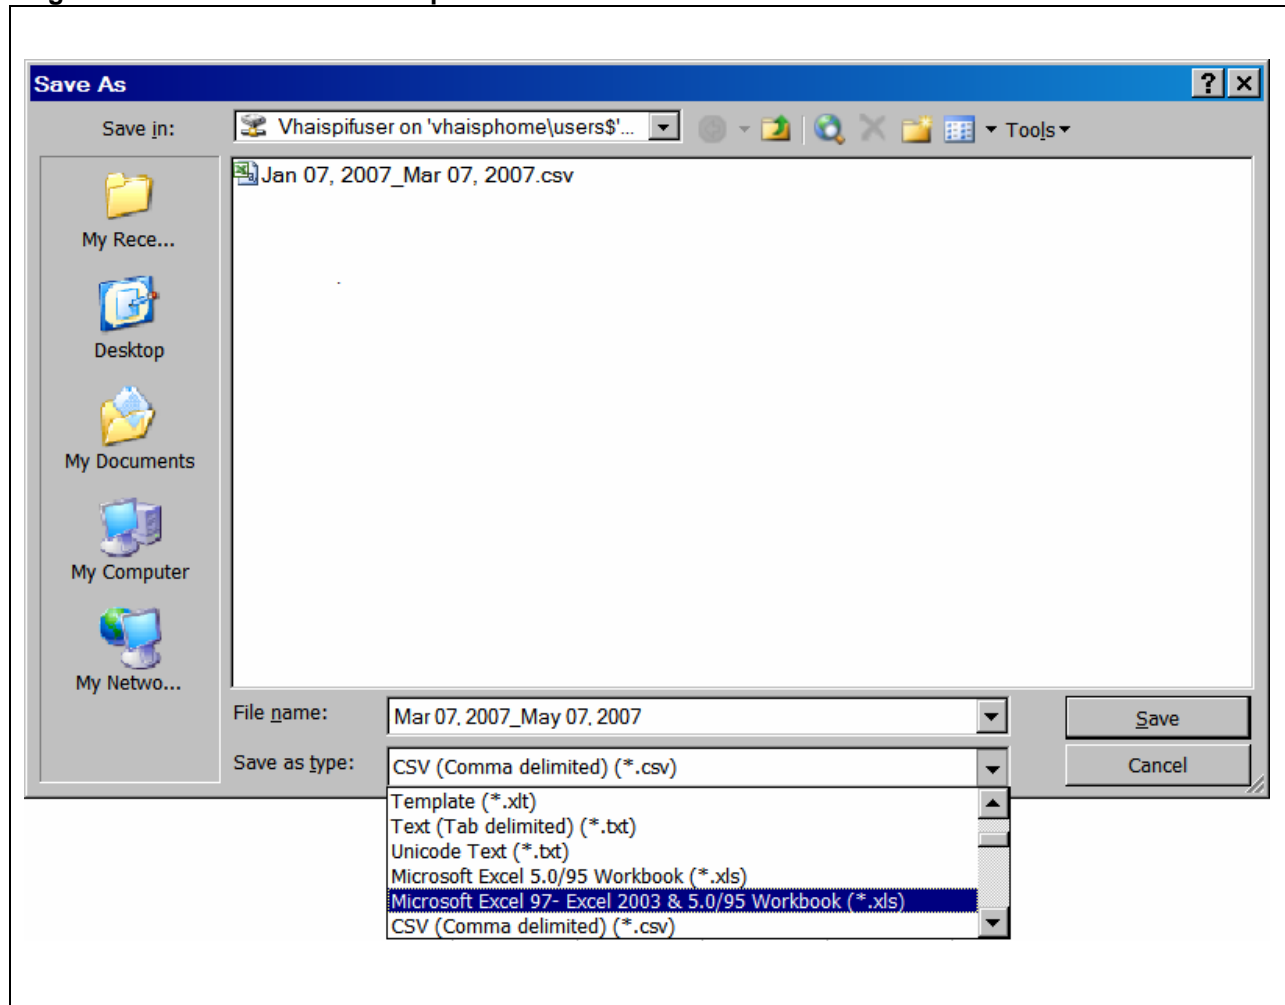 Save As
Save in: Vhaispifuser on 'vhaisphome\users$'... Tools
Jan 07, 2007_Mar 07, 2007.csv
My Rece...
Desktop
My Documents
My Computer
My Netwo...
File name: Mar 07, 2007_May 07, 2007 Save
Save as type: CSV (Comma delimited) (*.csv) Cancel
Template (*.xlt)
Text (Tab delimited) (*.txt)
Unicode Text (*.txt)
Microsoft Excel 5.0/95 Workbook (*.xls)
Microsoft Excel 97- Excel 2003 & 5.0/95 Workbook (*.xls)
CSV (Comma delimited) (*.csv)